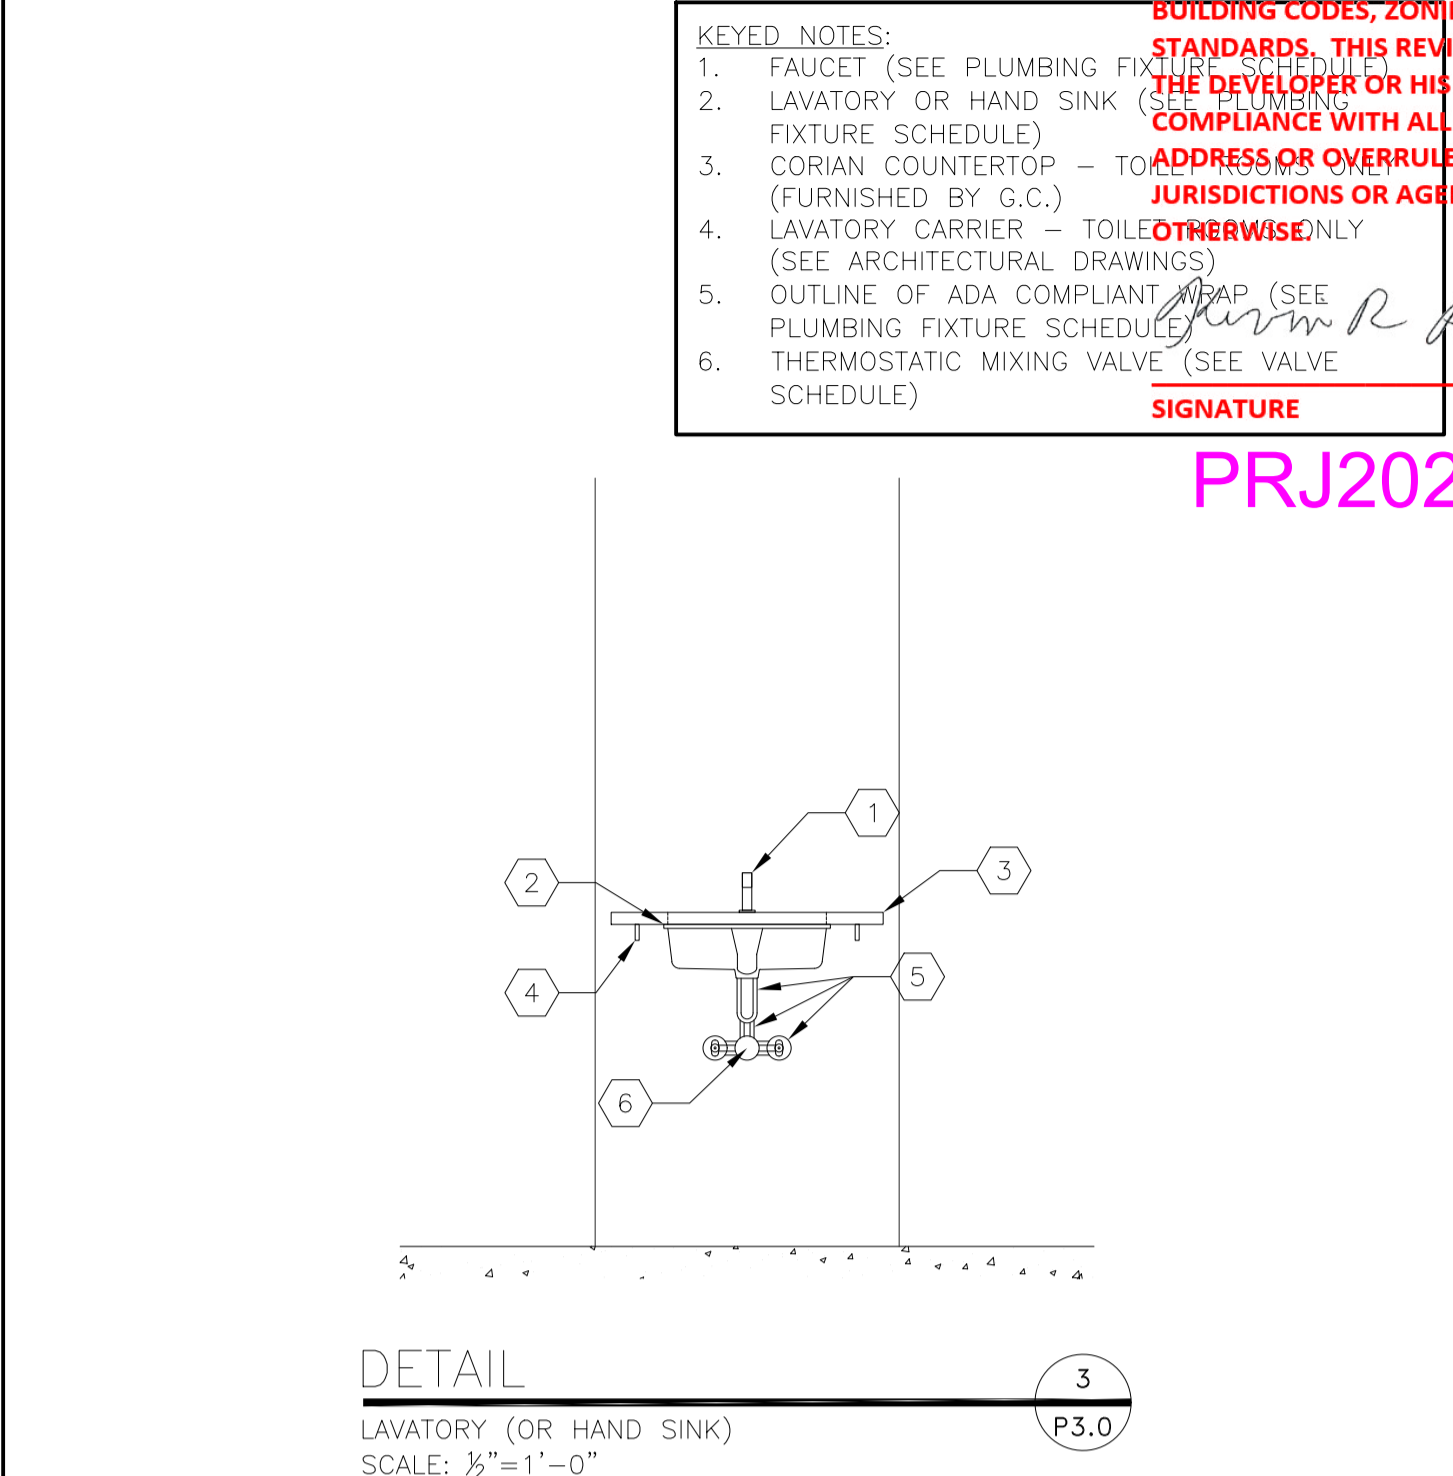 KEYED NOTES:
1. FAUCET (SEE PLUMBING FIXTURE SCHEDULE)
2. LAVATORY OR HAND SINK (SEE PLUMBING
FIXTURE SCHEDULE)
3. CORIAN COUNTERTOP – TOILET ROOMS ONLY
(FURNISHED BY G.C.)
4. LAVATORY CARRIER – TOILET ROOMS ONLY
(SEE ARCHITECTURAL DRAWINGS)
5. OUTLINE OF ADA COMPLIANT WRAP (SEE
PLUMBING FIXTURE SCHEDULE)
6. THERMOSTATIC MIXING VALVE (SEE VALVE
SCHEDULE)
BUILDING CODES,
STANDARDS. THIS
THE DEVELOPER OR HIS
COMPLIANCE WITH ALL
ADDRESS OR
JURISDICTIONS OR
OTHERWISE.
SIGNATURE
PRJ202
1
2
3
4
5
6
DETAIL
3
P3.0
LAVATORY (OR HAND SINK)
SCALE: ½"=1'-0"